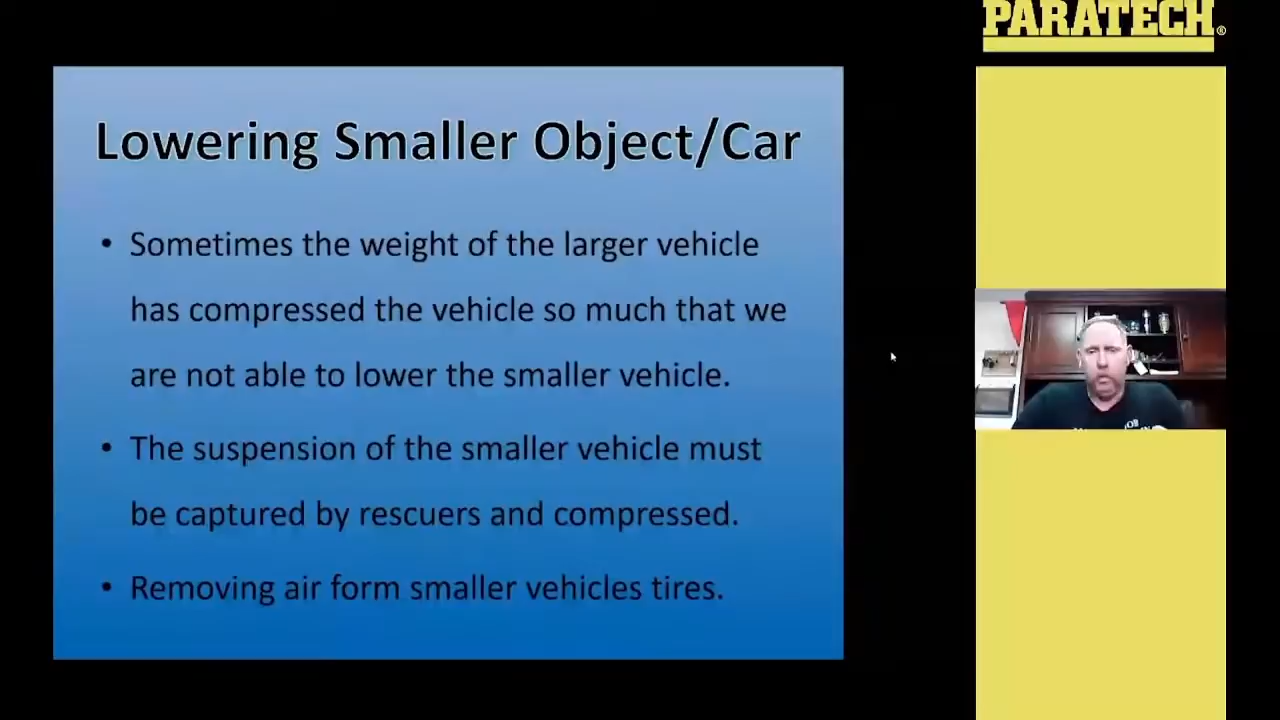 PARATECH®
Lowering Smaller Object/Car
• Sometimes the weight of the larger vehicle
has compressed the vehicle so much that we
are not able to lower the smaller vehicle.
• The suspension of the smaller vehicle must
be captured by rescuers and compressed.
• Removing air form smaller vehicles tires.